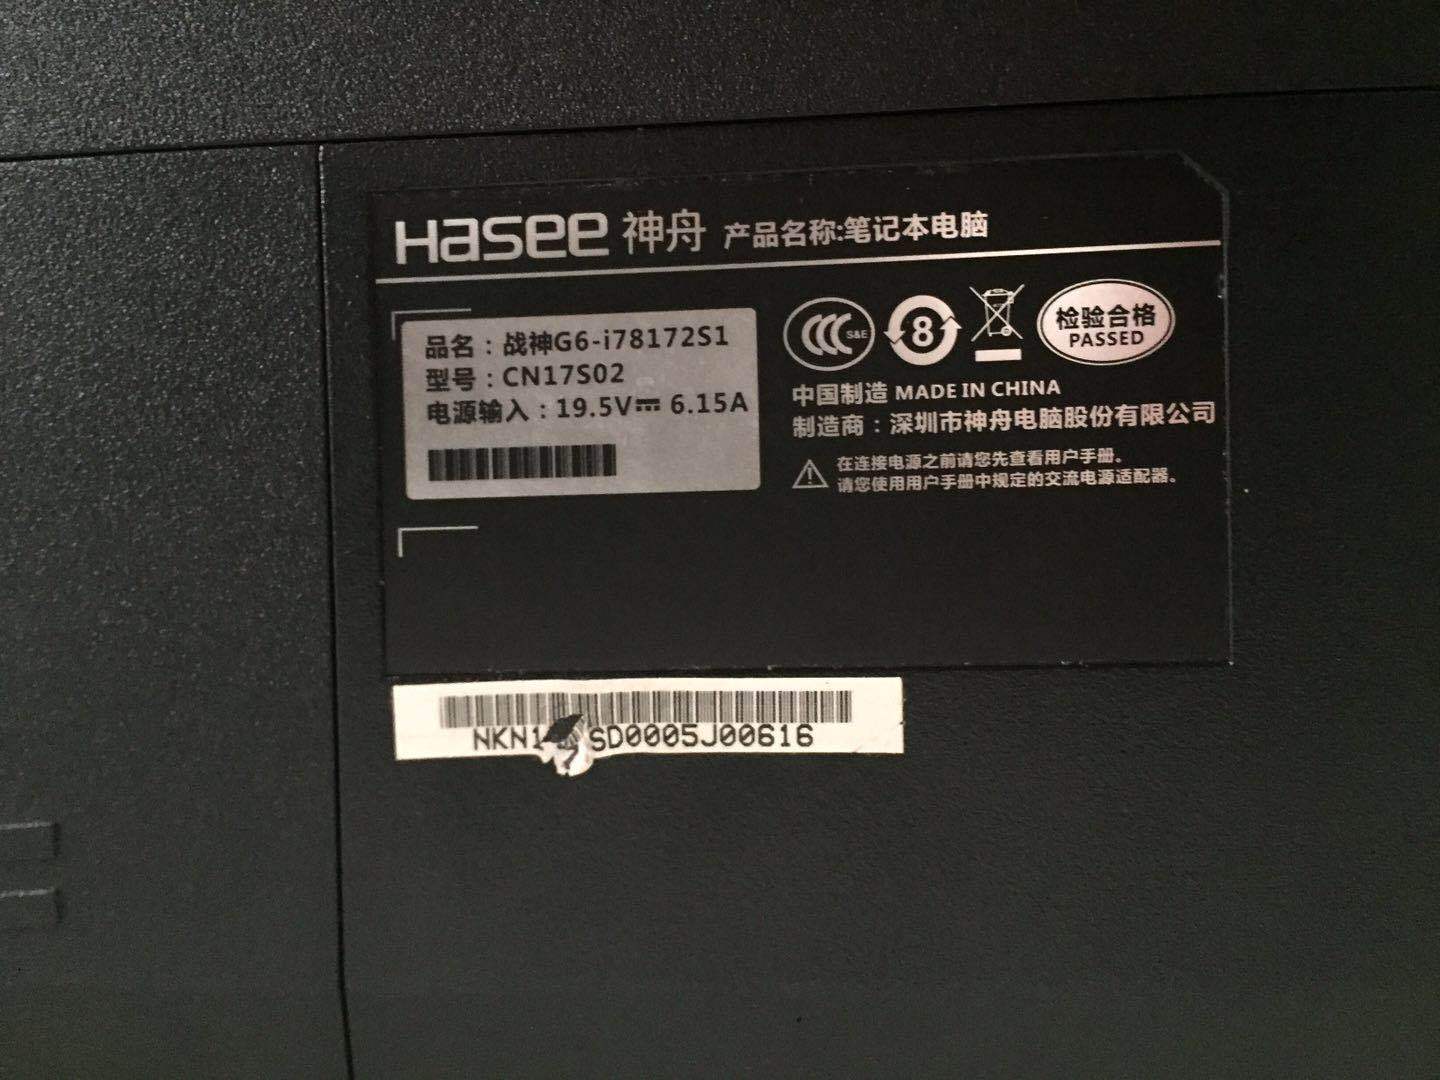 Hasee 神舟 产品名称:笔记本电脑
品名：战神G6-i78172S1
型号：CN17S02
电源输入：19.5V⎓ 6.15A
S&E
8
检验合格
PASSED
中国制造 MADE IN CHINA
制造商：深圳市神舟电脑股份有限公司
在连接电源之前请您先查看用户手册。
请您使用用户手册中规定的交流电源适配器。
NKN1 SD0005J00616